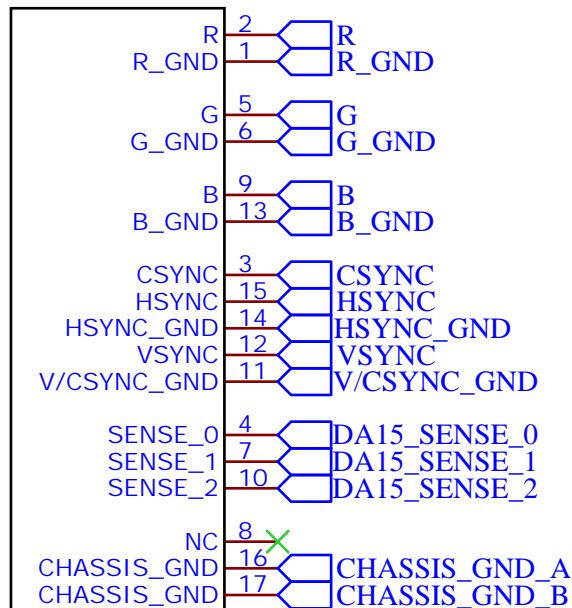 R 2 R
R_GND 1 R_GND
G 5 G
G_GND 6 G_GND
B 9 B
B_GND 13 B_GND
CSYNC 3 CSYNC
HSYNC 15 HSYNC
HSYNC_GND 14 HSYNC_GND
VSYNC 12 VSYNC
V/CSYNC_GND 11 V/CSYNC_GND
SENSE_0 4 DA15_SENSE_0
SENSE_1 7 DA15_SENSE_1
SENSE_2 10 DA15_SENSE_2
NC 8
CHASSIS_GND 16 CHASSIS_GND_A
CHASSIS_GND 17 CHASSIS_GND_B